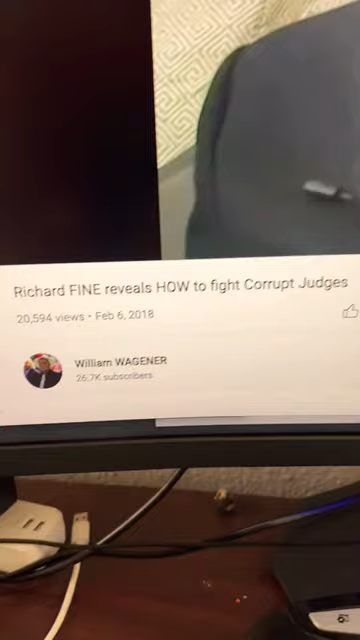 Richard FINE reveals HOW to fight Corrupt Judges
20,594 views • Feb 6, 2018
William WAGENER
26.7K subscribers